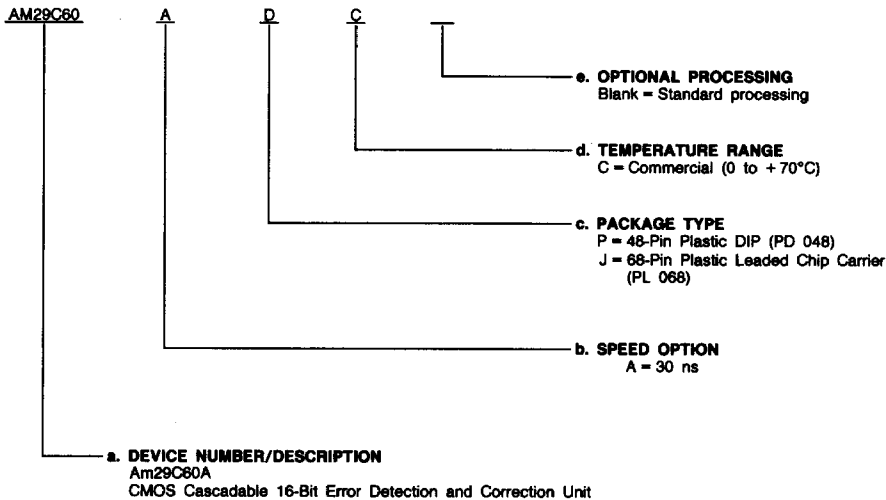 AM29C60 A D C
e. OPTIONAL PROCESSING
Blank = Standard processing
d. TEMPERATURE RANGE
C = Commercial (0 to +70°C)
c. PACKAGE TYPE
P = 48-Pin Plastic DIP (PD 048)
J = 68-Pin Plastic Leaded Chip Carrier
(PL 068)
b. SPEED OPTION
A = 30 ns
a. DEVICE NUMBER/DESCRIPTION
Am29C60A
CMOS Cascadable 16-Bit Error Detection and Correction Unit